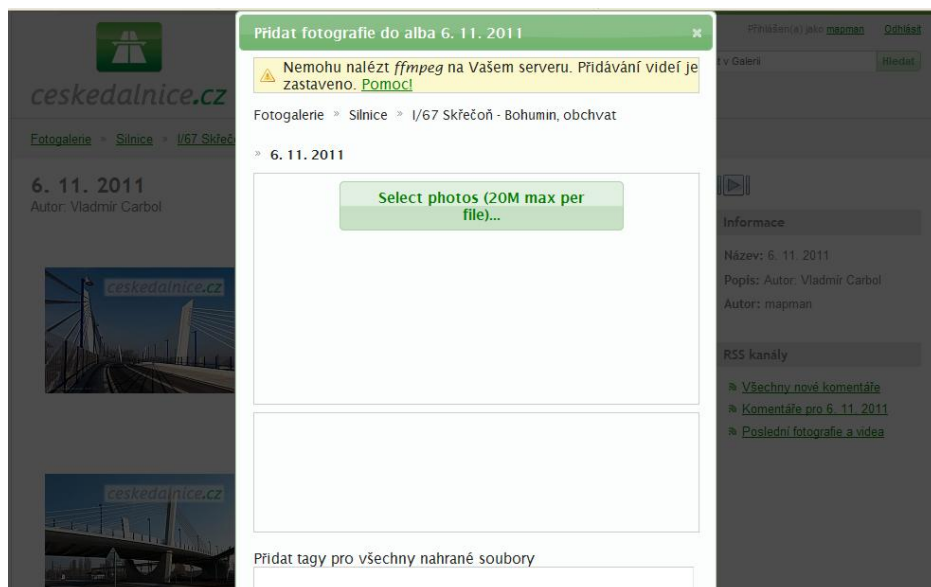 Přidat fotografie do alba 6. 11. 2011
Nemohu nalézt ffmpeg na Vašem serveru. Přidávání videí je
zastaveno. Pomoc!
Fotogalerie » Silnice » I/67 Skřečoň - Bohumin, obchvat
» 6. 11. 2011
Select photos (20M max per
file)...
Přidat tagy pro všechny nahrané soubory
ceskedalnice.cz
Fotogalerie » Silnice » I/67 Skřeč
6. 11. 2011
Autor: Vladmír Carbol
ceskedalnice.cz
ceskedalnice.cz
Přihlášen(a) jako mapman Odhlásit
t v Galerii Hledat
Informace
Název: 6. 11. 2011
Popis: Autor: Vladmír Carbol
Autor: mapman
RSS kanály
Všechny nové komentáře
Komentáře pro 6. 11. 2011
Poslední fotografie a videa